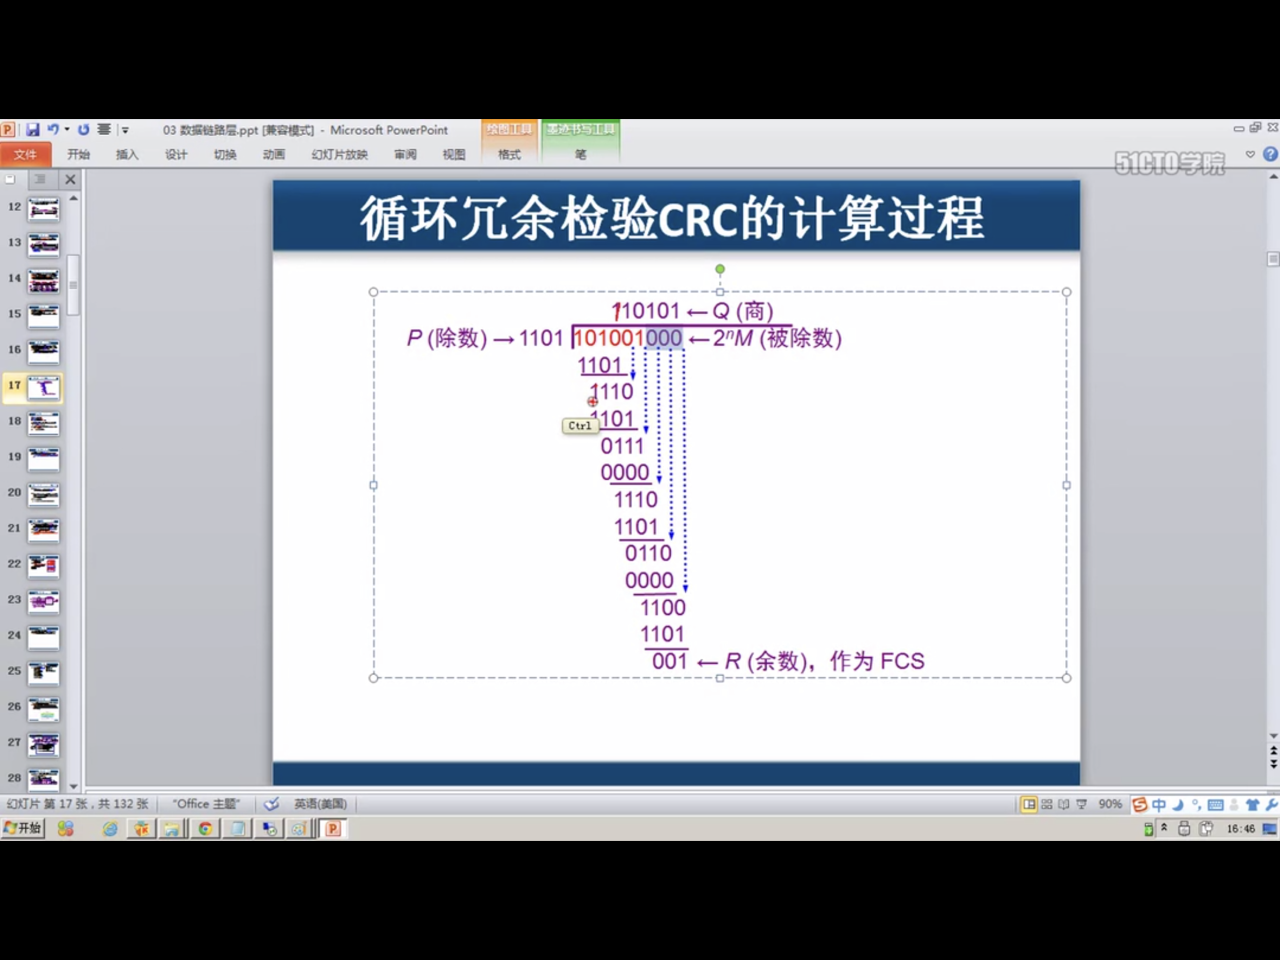 03 数据链路层.ppt [兼容模式] - Microsoft PowerPoint
绘图工具
墨迹书写工具
文件 开始 插入 设计 切换 动画 幻灯片放映 审阅 视图 格式 笔
51CTO学院
12
13
14
15
16
17
18
19
20
21
22
23
24
25
26
27
28
循环冗余检验CRC的计算过程
110101 ← Q (商)
P (除数) → 1101 101001000 ← 2ⁿM (被除数)
1101
1110
1101
Ctrl
0111
0000
1110
1101
0110
0000
1100
1101
001 ← R (余数)，作为 FCS
幻灯片 第 17 张，共 132 张 "Office 主题" 英语(美国) 90% 中
开始 16:46